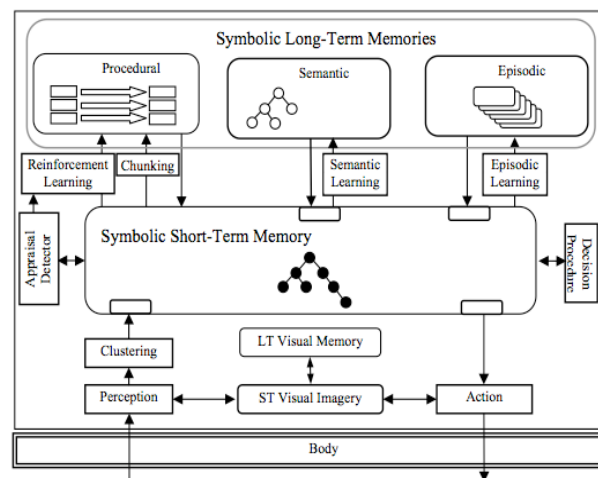 Symbolic Long-Term Memories
Procedural
Semantic
Episodic
Reinforcement
Learning
Chunking
Semantic
Learning
Episodic
Learning
Symbolic Short-Term Memory
Appraisal
Detector
Decision
Procedure
Clustering
LT Visual Memory
Perception
ST Visual Imagery
Action
Body